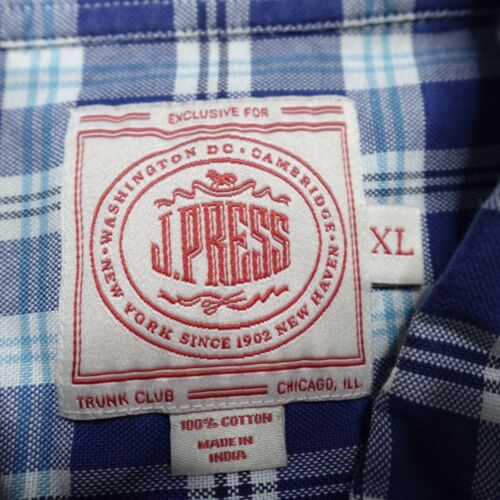 EXCLUSIVE FOR
WASHINGTON DC · CAMBRIDGE ·
J.PRESS
NEW YORK SINCE 1902 NEW HAVEN ·
XL
TRUNK CLUB CHICAGO, ILL.
100% COTTON
MADE IN
INDIA